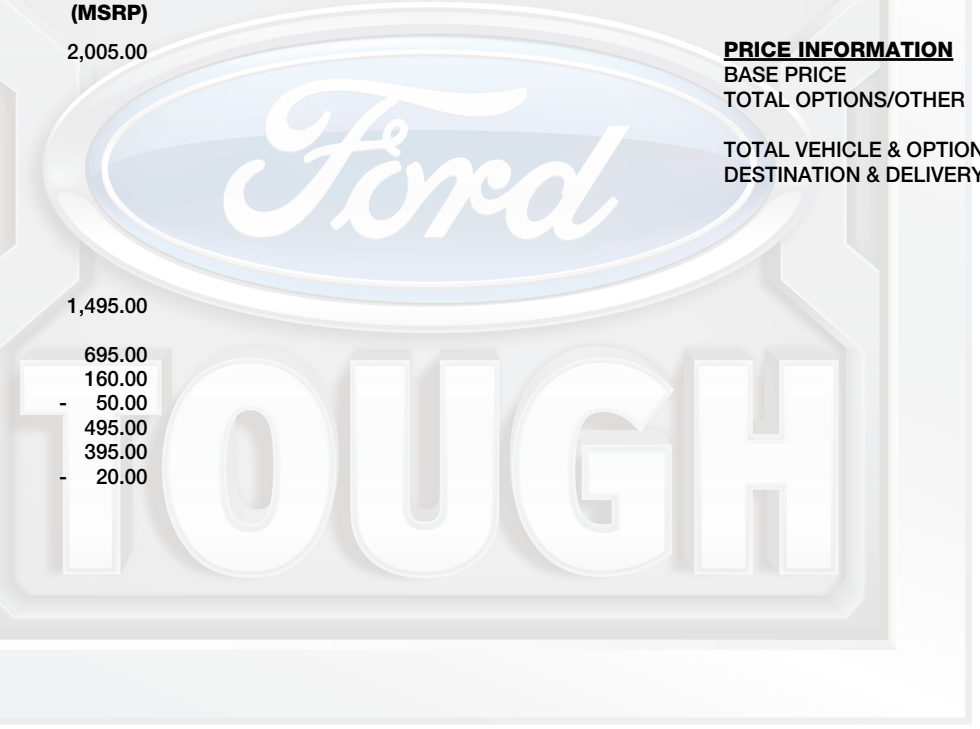 (MSRP)
2,005.00
1,495.00
695.00
160.00
- 50.00
495.00
395.00
- 20.00
PRICE INFORMATION
BASE PRICE
TOTAL OPTIONS/OTHER
TOTAL VEHICLE & OPTION
DESTINATION & DELIVERY
Ford
TOUGH